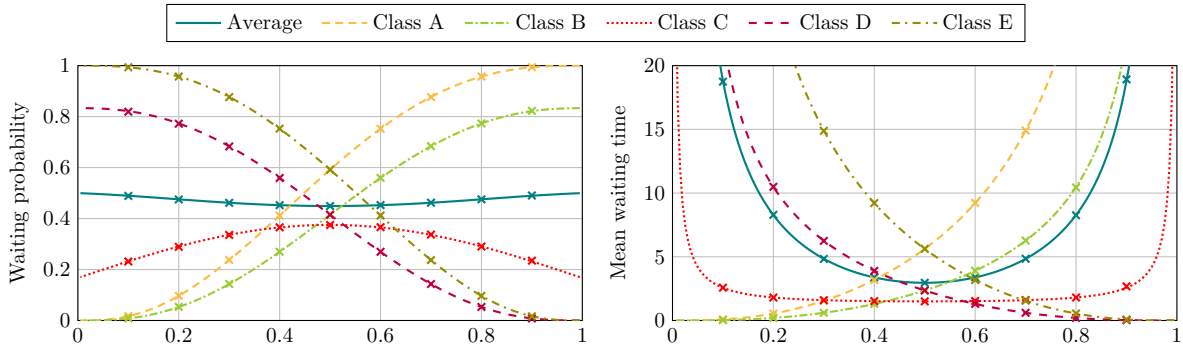 Average Class A Class B Class C Class D Class E
Waiting probability
1
0.8
0.6
0.4
0.2
0
0 0.2 0.4 0.6 0.8 1
Mean waiting time
20
15
10
5
0
0 0.2 0.4 0.6 0.8 1